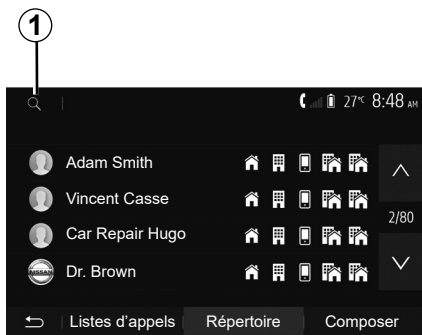 1
27°C 8:48 AM
Adam Smith
Vincent Casse
2/80
Car Repair Hugo
NISSAN
Dr. Brown
Listes d'appels
Répertoire
Composer